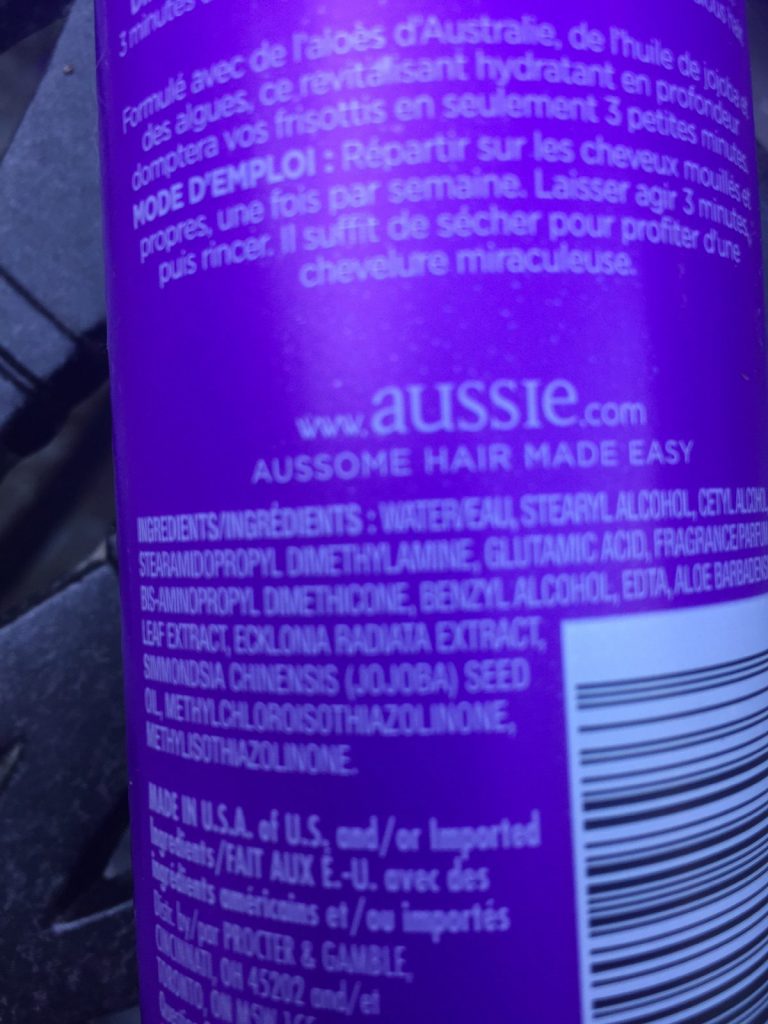 3 minutes
Formulé avec de l'aloès d'Australie, de l'huile de jojoba et
des algues, ce revitalisant hydratant en profondeur
domptera vos frisottis en seulement 3 petites minutes.
MODE D'EMPLOI : Répartir sur les cheveux mouillés et
propres, une fois par semaine. Laisser agir 3 minutes,
puis rincer. Il suffit de sécher pour profiter d'une
chevelure miraculeuse.
www.aussie.com
AUSSOME HAIR MADE EASY
INGREDIENTS/INGRÉDIENTS : WATER/EAU, STEARYL ALCOHOL, CETYL ALCOHOL,
STEARAMIDOPROPYL DIMETHYLAMINE, GLUTAMIC ACID, FRAGRANCE/PARFUM,
BIS-AMINOPROPYL DIMETHICONE, BENZYL ALCOHOL, EDTA, ALOE BARBADENSIS
LEAF EXTRACT, ECKLONIA RADIATA EXTRACT,
SIMMONDSIA CHINENSIS (JOJOBA) SEED
OIL, METHYLCHLOROISOTHIAZOLINONE,
METHYLISOTHIAZOLINONE.
MADE IN U.S.A. of U.S. and/or Imported
Ingredients/FAIT AUX É.-U. avec des
ingrédients américains et/ou importés
Distr. by/par PROCTER & GAMBLE,
CINCINNATI, OH 45202 and/et
TORONTO, ON